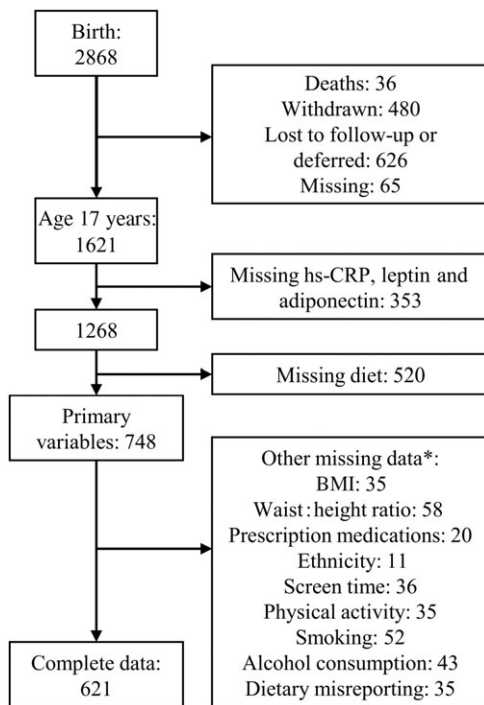 Birth:
2868
Deaths: 36
Withdrawn: 480
Lost to follow-up or
deferred: 626
Missing: 65
Age 17 years:
1621
Missing hs-CRP, leptin and
adiponectin: 353
1268
Missing diet: 520
Primary
variables: 748
Other missing data*:
BMI: 35
Waist:height ratio: 58
Prescription medications: 20
Ethnicity: 11
Screen time: 36
Physical activity: 35
Smoking: 52
Alcohol consumption: 43
Dietary misreporting: 35
Complete data:
621